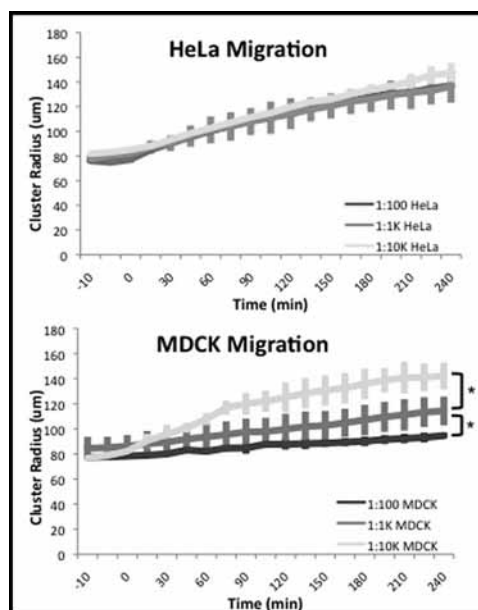 HeLa Migration
180
160
140
120
100
80
60
40
20
0
Cluster Radius (um)
1:100 HeLa
1:1K HeLa
1:10K HeLa
-10 0 30 60 90 120 150 180 210 240
Time (min)
MDCK Migration
180
160
140
120
100
80
60
40
20
0
Cluster Radius (um)
*
*
1:100 MDCK
1:1K MDCK
1:10K MDCK
-10 0 30 60 90 120 150 180 210 240
Time (min)